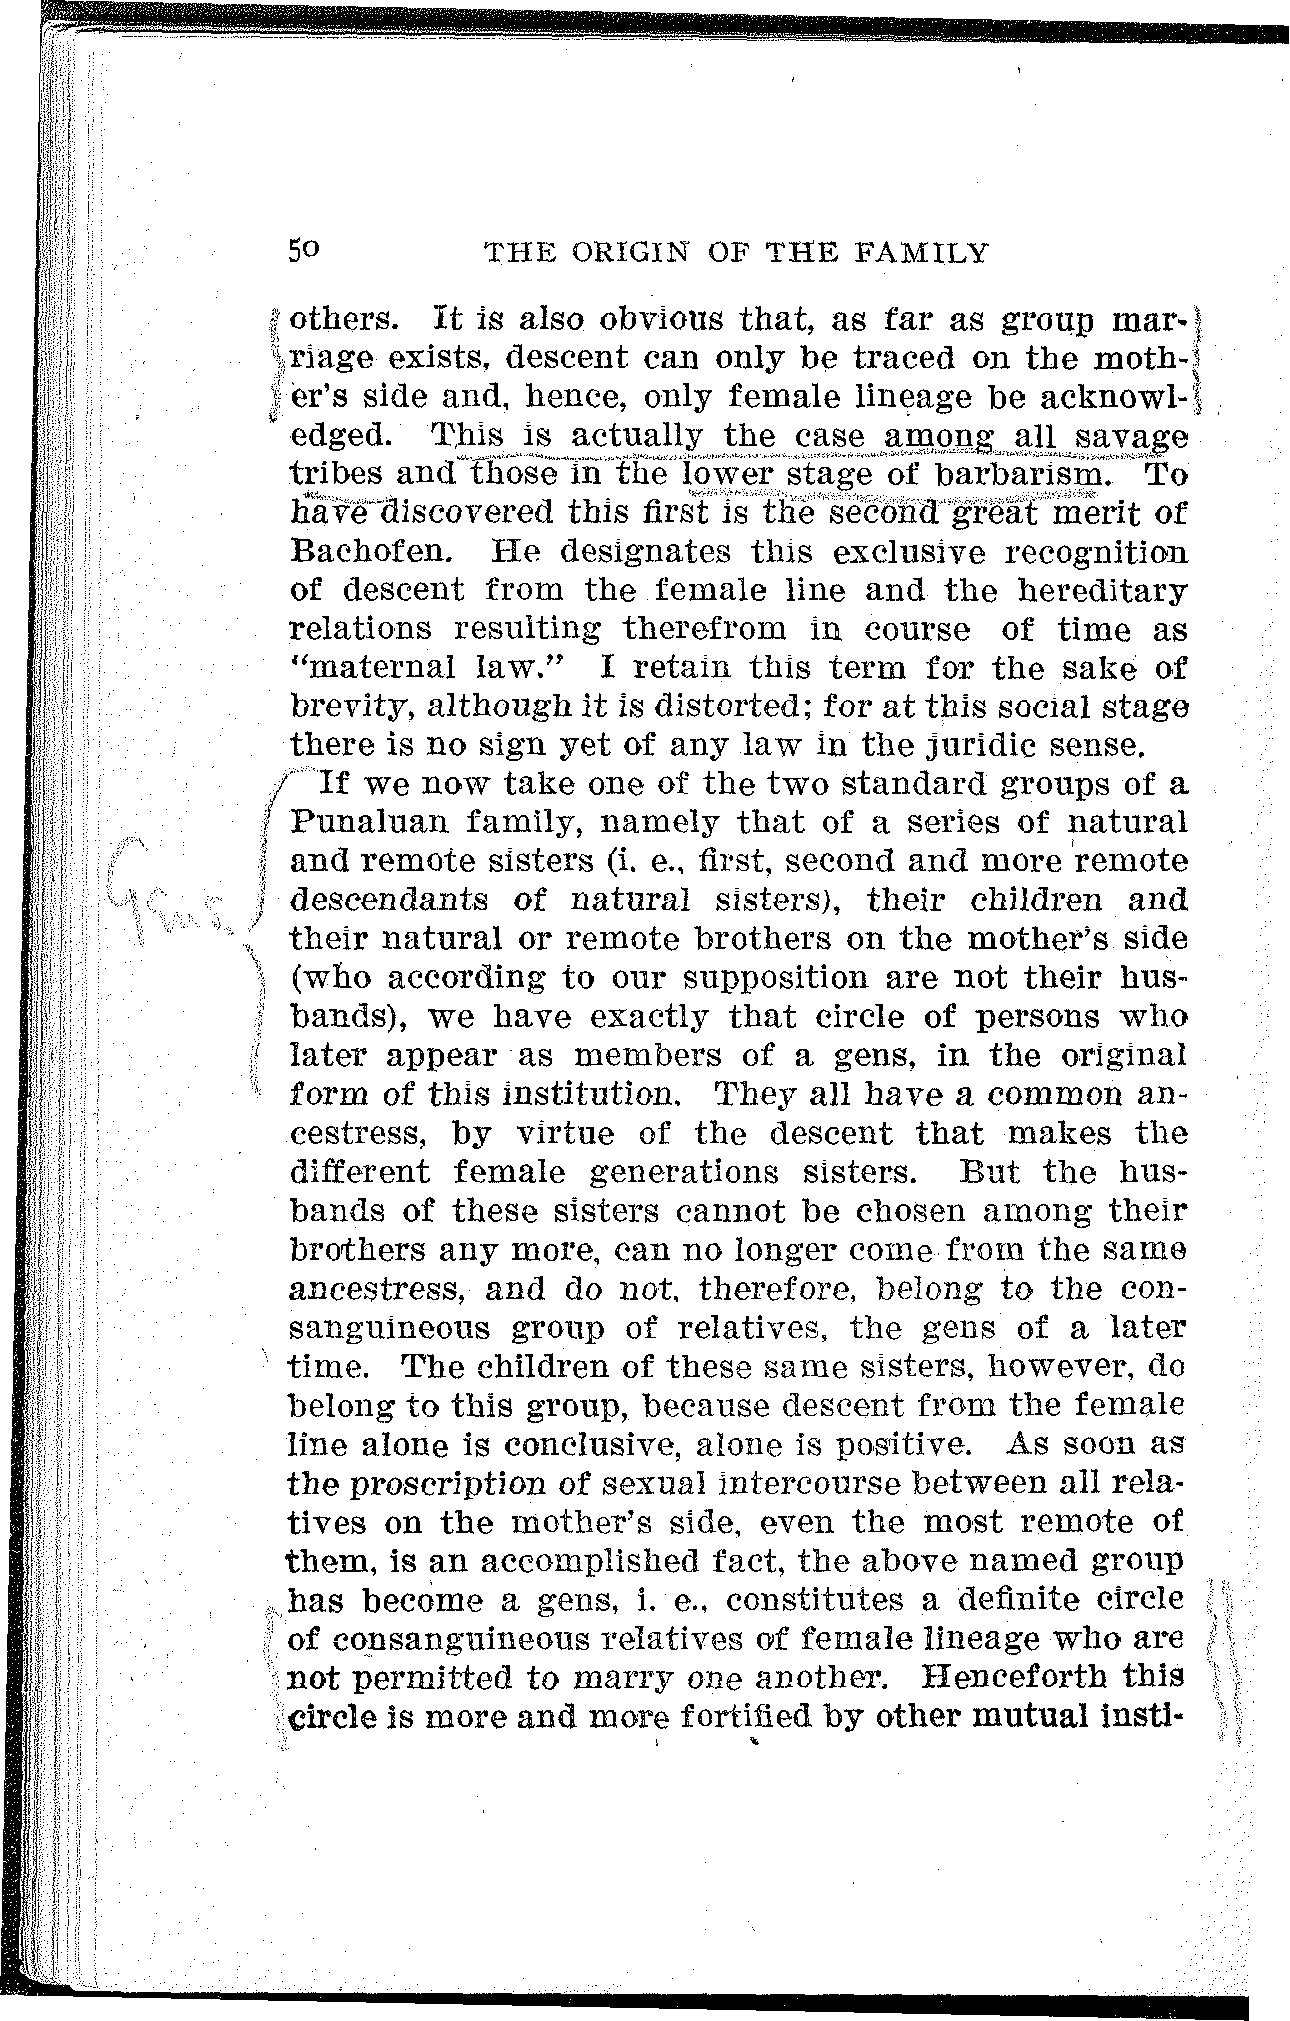 50 THE ORIGIN OF THE FAMILY
others. It is also obvious that, as far as group mar-
riage exists, descent can only be traced on the moth-
er's side and, hence, only female lineage be acknowl-
edged. This is actually the case among all savage
tribes and those in the lower stage of barbarism. To
have discovered this first is the second great merit of
Bachofen. He designates this exclusive recognition
of descent from the female line and the hereditary
relations resulting therefrom in course of time as
"maternal law." I retain this term for the sake of
brevity, although it is distorted; for at this social stage
there is no sign yet of any law in the juridic sense.
If we now take one of the two standard groups of a
Punaluan family, namely that of a series of natural
and remote sisters (i. e., first, second and more remote
Gens.
descendants of natural sisters), their children and
their natural or remote brothers on the mother's side
(who according to our supposition are not their hus-
bands), we have exactly that circle of persons who
later appear as members of a gens, in the original
form of this institution. They all have a common an-
cestress, by virtue of the descent that makes the
different female generations sisters. But the hus-
bands of these sisters cannot be chosen among their
brothers any more, can no longer come from the same
ancestress, and do not, therefore, belong to the con-
sanguineous group of relatives, the gens of a later
time. The children of these same sisters, however, do
belong to this group, because descent from the female
line alone is conclusive, alone is positive. As soon as
the proscription of sexual intercourse between all rela-
tives on the mother's side, even the most remote of
them, is an accomplished fact, the above named group
has become a gens, i. e., constitutes a definite circle
of consanguineous relatives of female lineage who are
not permitted to marry one another. Henceforth this
circle is more and more fortified by other mutual insti-